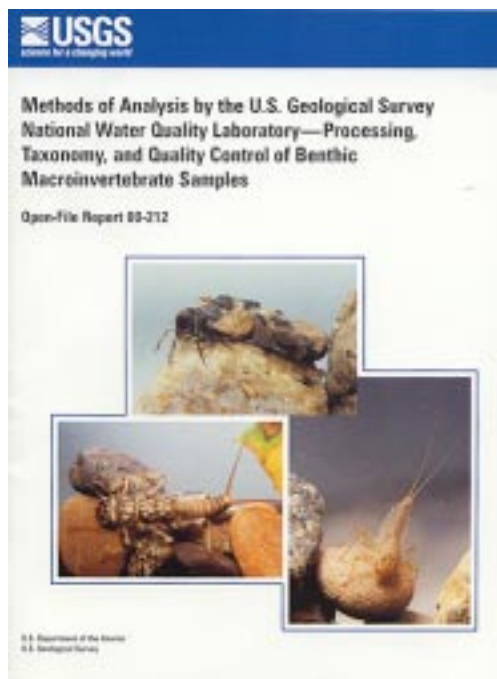 USGS
science for a changing world
Methods of Analysis by the U.S. Geological Survey
National Water Quality Laboratory—Processing,
Taxonomy, and Quality Control of Benthic
Macroinvertebrate Samples
Open-File Report 00-212
U.S. Department of the Interior
U.S. Geological Survey